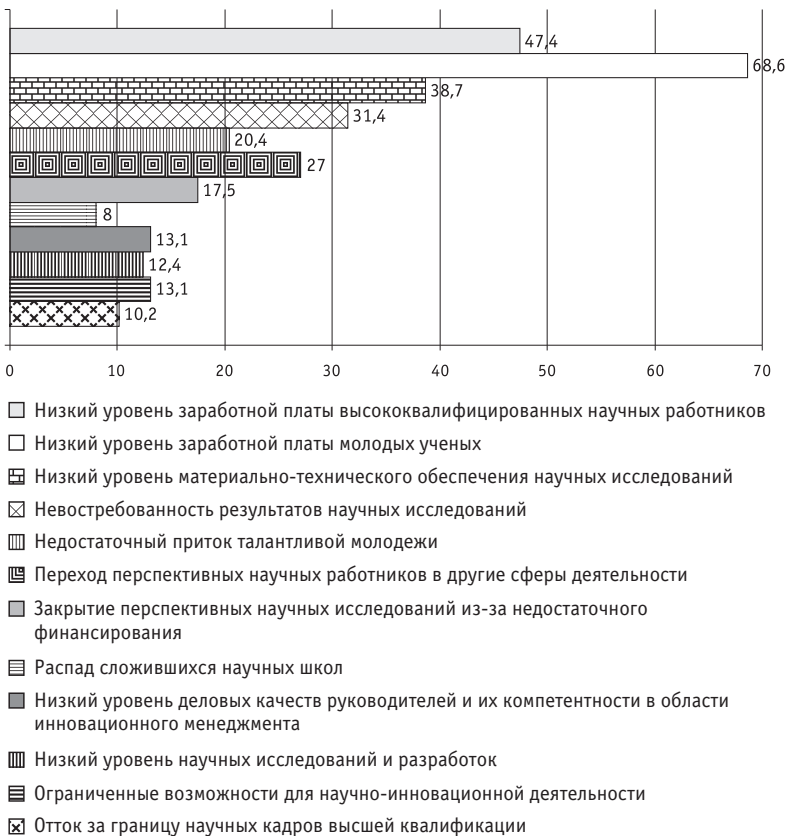 47,4
68,6
38,7
31,4
20,4
27
17,5
8
13,1
12,4
13,1
10,2
0 10 20 30 40 50 60 70
Низкий уровень заработной платы высококвалифицированных научных работников
Низкий уровень заработной платы молодых ученых
Низкий уровень материально-технического обеспечения научных исследований
Невостребованность результатов научных исследований
Недостаточный приток талантливой молодежи
Переход перспективных научных работников в другие сферы деятельности
Закрытие перспективных научных исследований из-за недостаточного
финансирования
Распад сложившихся научных школ
Низкий уровень деловых качеств руководителей и их компетентности в области
инновационного менеджмента
Низкий уровень научных исследований и разработок
Ограниченные возможности для научно-инновационной деятельности
Отток за границу научных кадров высшей квалификации